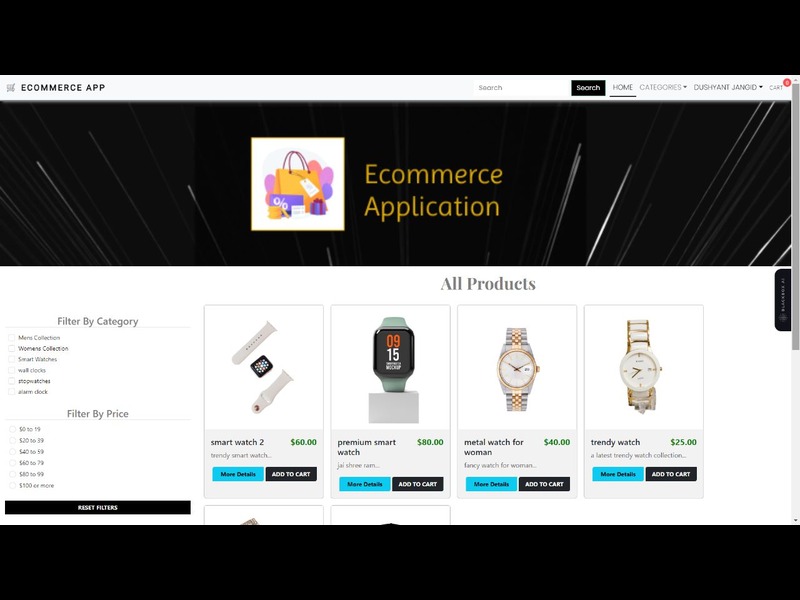 ECOMMERCE APP
Search
Search
HOME
CATEGORIES
DUSHYANT JANGID
CART
Ecommerce
Application
%
All Products
Filter By Category
Mens Collection
Womens Collection
Smart Watches
wall clocks
stopwatches
alarm clock
Filter By Price
$0 to 19
$20 to 39
$40 to 59
$60 to 79
$80 to 99
$100 or more
RESET FILTERS
smart watch 2 $60.00
trendy smart watch...
More Details ADD TO CART
09
15
MOCKUP
premium smart $80.00
watch
jai shree ram...
More Details ADD TO CART
metal watch for $40.00
woman
fancy watch for woman...
More Details ADD TO CART
trendy watch $25.00
a latest trendy watch collection...
More Details ADD TO CART